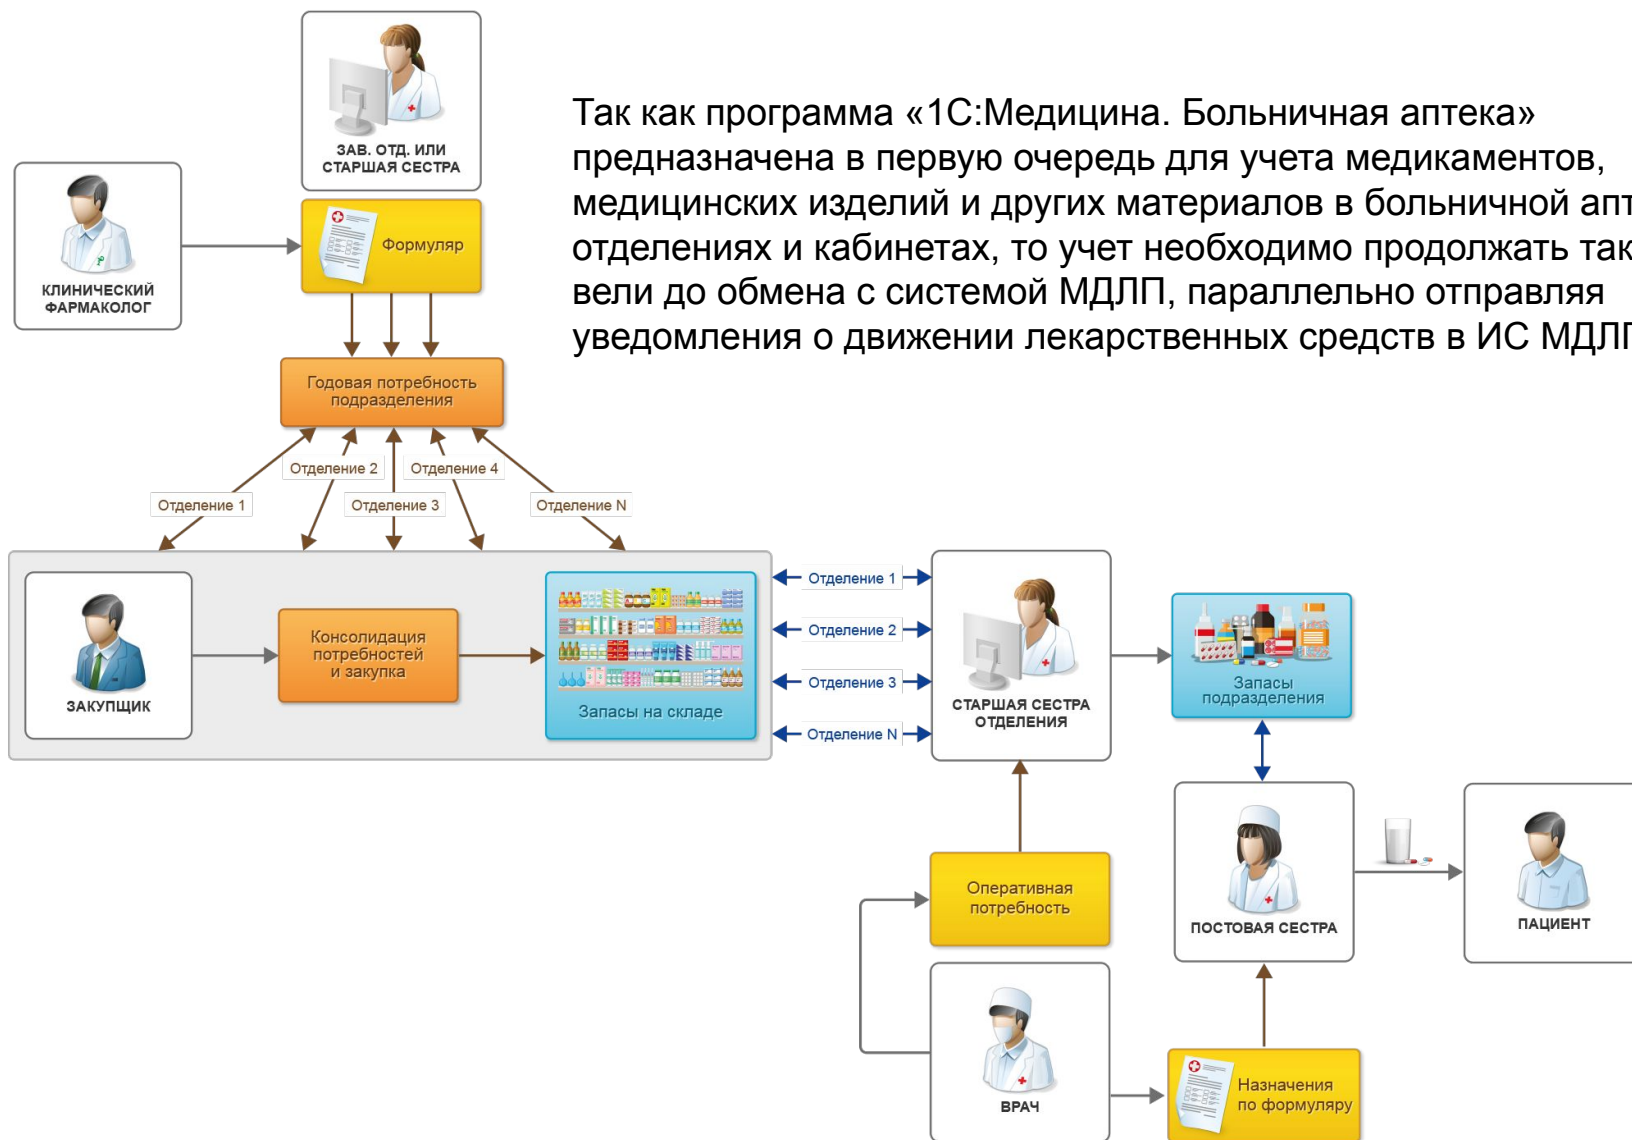 ЗАВ. ОТД. ИЛИ
СТАРШАЯ СЕСТРА
Так как программа «1С:Медицина. Больничная аптека»
предназначена в первую очередь для учета медикаментов,
медицинских изделий и других материалов в больничной апт
отделениях и кабинетах, то учет необходимо продолжать так
вели до обмена с системой МДЛП, параллельно отправляя
уведомления о движении лекарственных средств в ИС МДЛП
КЛИНИЧЕСКИЙ
ФАРМАКОЛОГ
Формуляр
Годовая потребность
подразделения
Отделение 2
Отделение 4
Отделение 1
Отделение 3
Отделение N
ЗАКУПЩИК
Консолидация
потребностей
и закупка
Запасы на складе
Отделение 1
Отделение 2
Отделение 3
Отделение N
СТАРШАЯ СЕСТРА
ОТДЕЛЕНИЯ
Запасы
подразделения
Оперативная
потребность
ПОСТОВАЯ СЕСТРА
ПАЦИЕНТ
ВРАЧ
Назначения
по формуляру